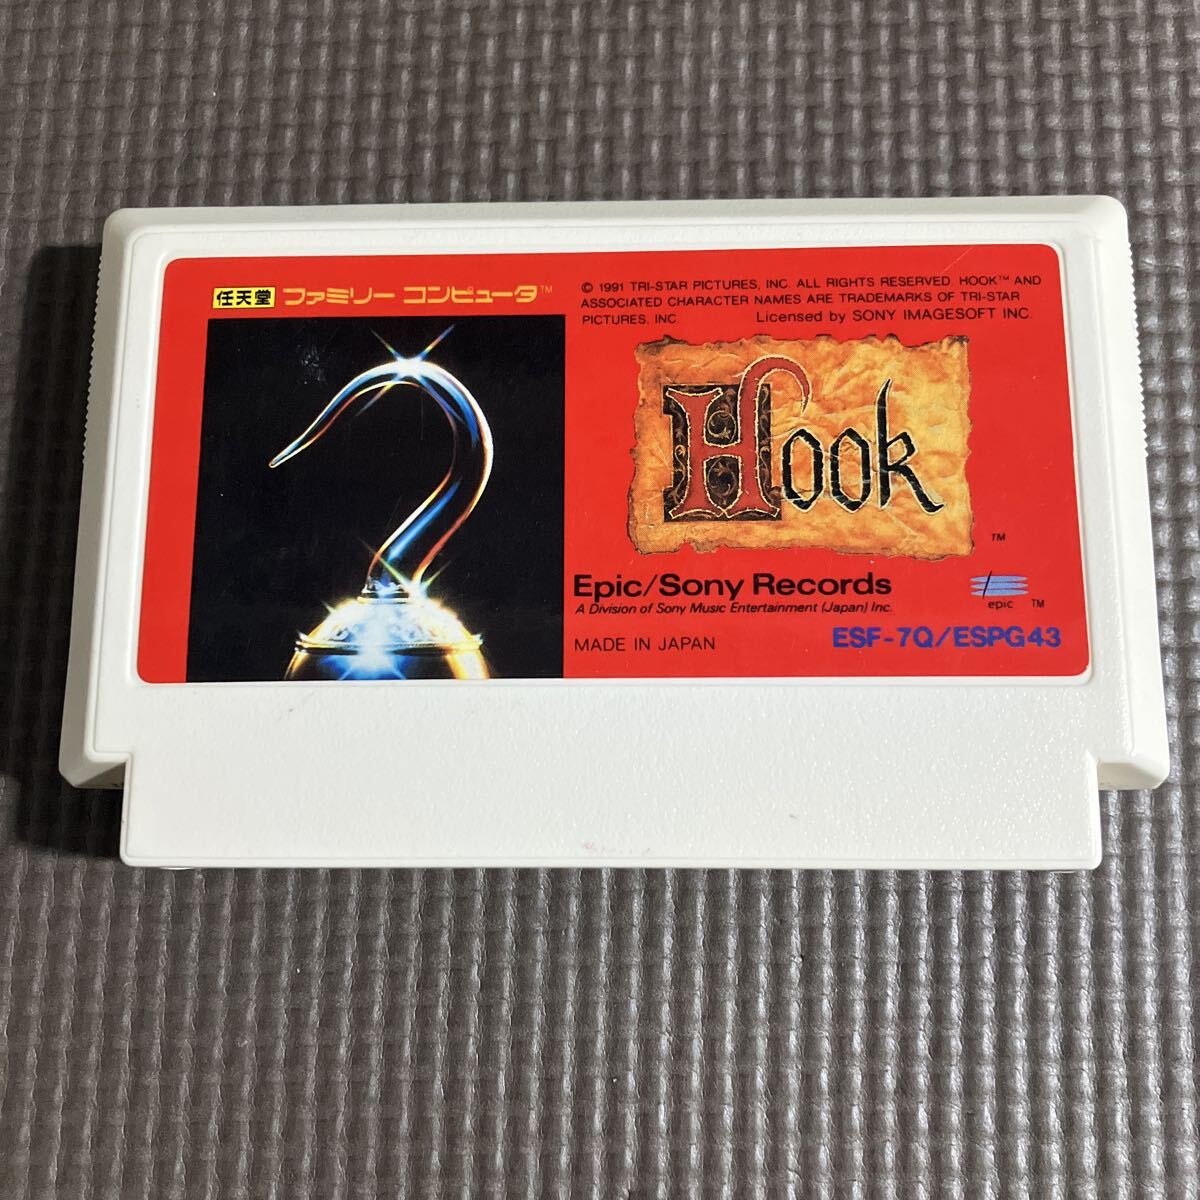 任天堂 ファミリー コンピュータ™
© 1991 TRI-STAR PICTURES, INC. ALL RIGHTS RESERVED. HOOK™ AND
ASSOCIATED CHARACTER NAMES ARE TRADEMARKS OF TRI-STAR
PICTURES, INC. Licensed by SONY IMAGESOFT INC.
Hook
TM
Epic/Sony Records
A Division of Sony Music Entertainment (Japan) Inc.
epic TM
MADE IN JAPAN
ESF-7Q/ESPG43